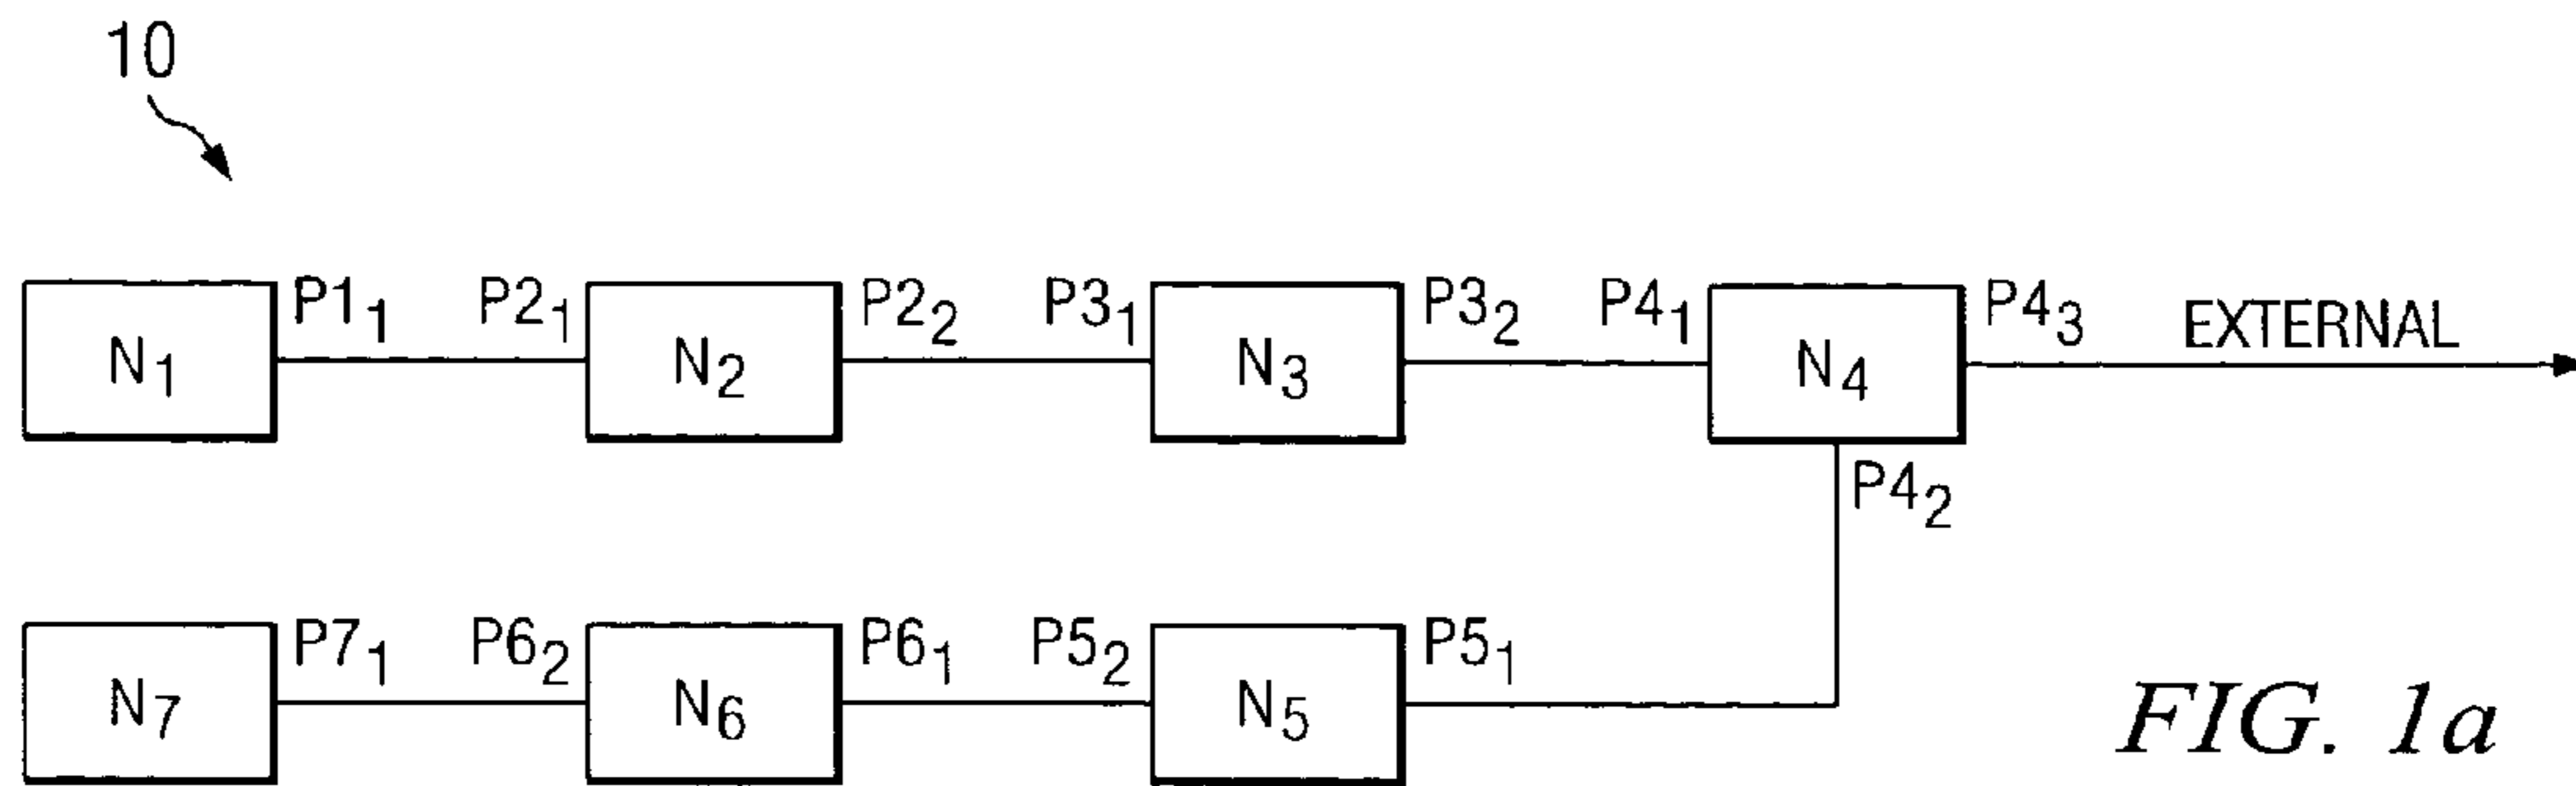 10
N₁ P1₁ P2₁ N₂ P2₂ P3₁ N₃ P3₂ P4₁ N₄ P4₃ EXTERNAL
P4₂
N₇ P7₁ P6₂ N₆ P6₁ P5₂ N₅ P5₁
FIG. 1a